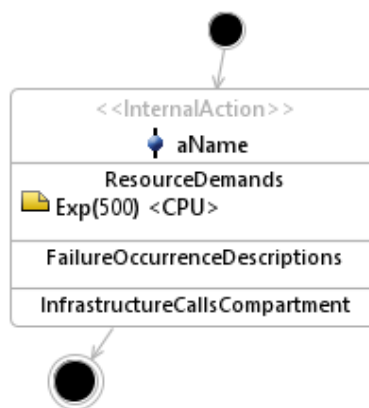 <<InternalAction>>
aName
ResourceDemands
Exp(500) <CPU>
FailureOccurrenceDescriptions
InfrastructureCallsCompartment